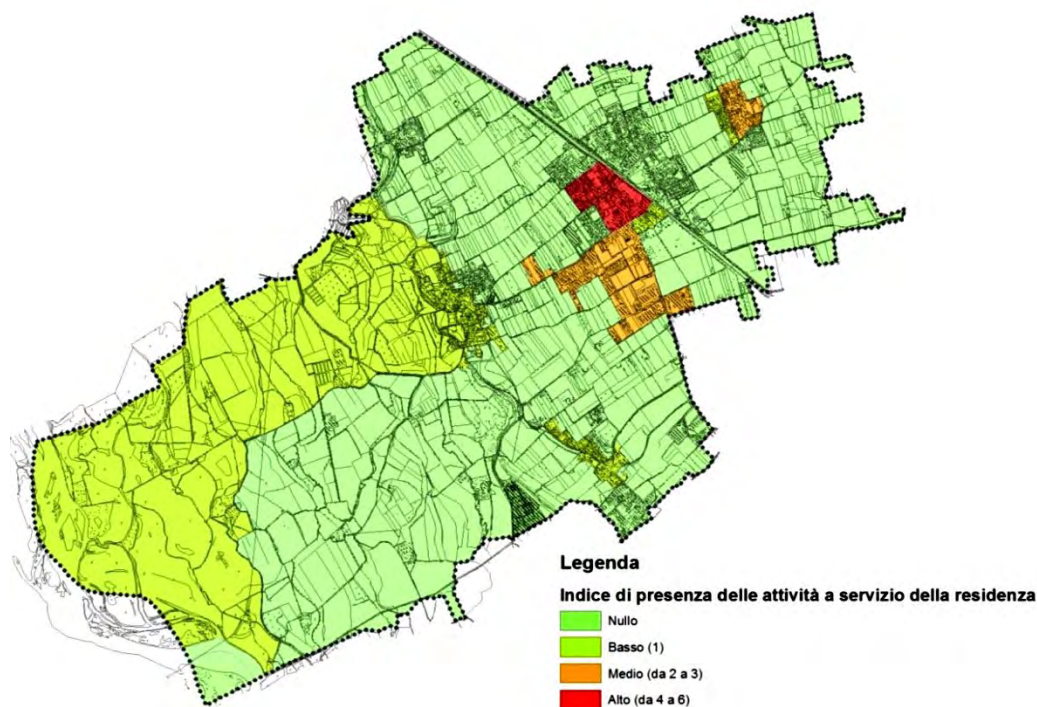 Legenda
Indice di presenza delle attività a servizio della residenza
Nullo
Basso (1)
Medio (da 2 a 3)
Alto (da 4 a 6)